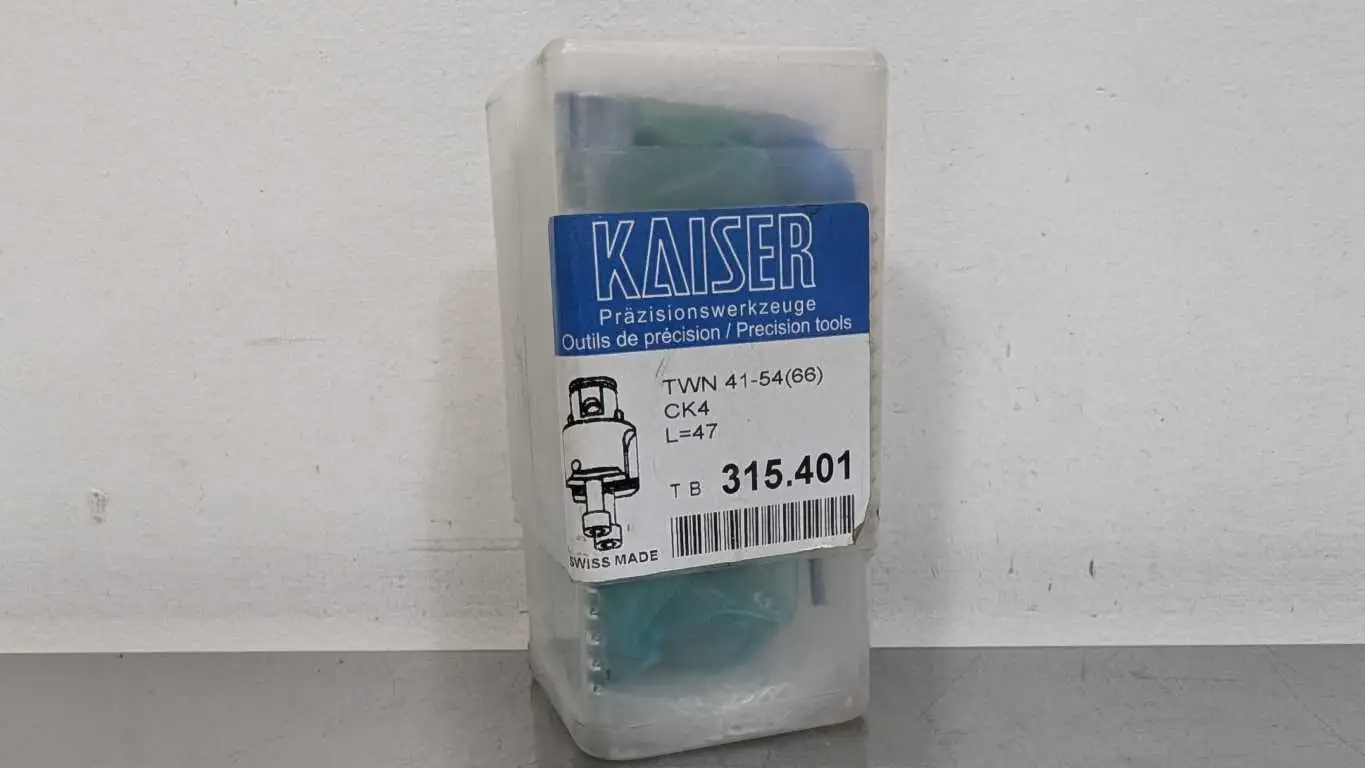 KAISER
Präzisionswerkzeuge
Outils de précision / Precision tools
TWN 41-54(66)
CK4
L=47
TB 315.401
SWISS MADE